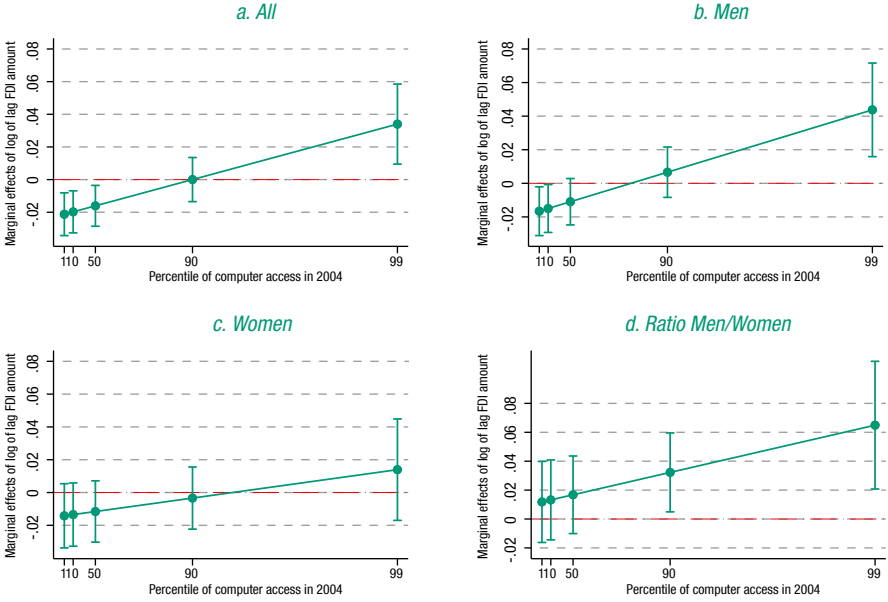 a. All
Marginal effects of log of lag FDI amount
.08
.06
.04
.02
0
-.02
110 50 90 99
Percentile of computer access in 2004
b. Men
Marginal effects of log of lag FDI amount
.08
.06
.04
.02
0
-.02
110 50 90 99
Percentile of computer access in 2004
c. Women
Marginal effects of log of lag FDI amount
.08
.06
.04
.02
0
-.02
110 50 90 99
Percentile of computer access in 2004
d. Ratio Men/Women
Marginal effects of log of lag FDI amount
.08
.06
.04
.02
0
-.02
110 50 90 99
Percentile of computer access in 2004